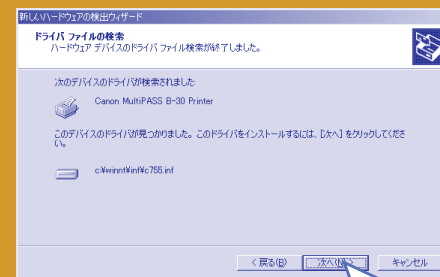 新しいハードウェアの検出ウィザード
ドライバ ファイルの検索
ハードウェア デバイスのドライバ ファイル検索が終了しました。
次のデバイスのドライバが検索されました:
Canon MultiPASS B-30 Printer
このデバイスのドライバが見つかりました。このドライバをインストールするには、[次へ] をクリックしてくださ
い。
c:¥winnt¥inf¥c755.inf
< 戻る(B) 次へ(N) > キャンセル